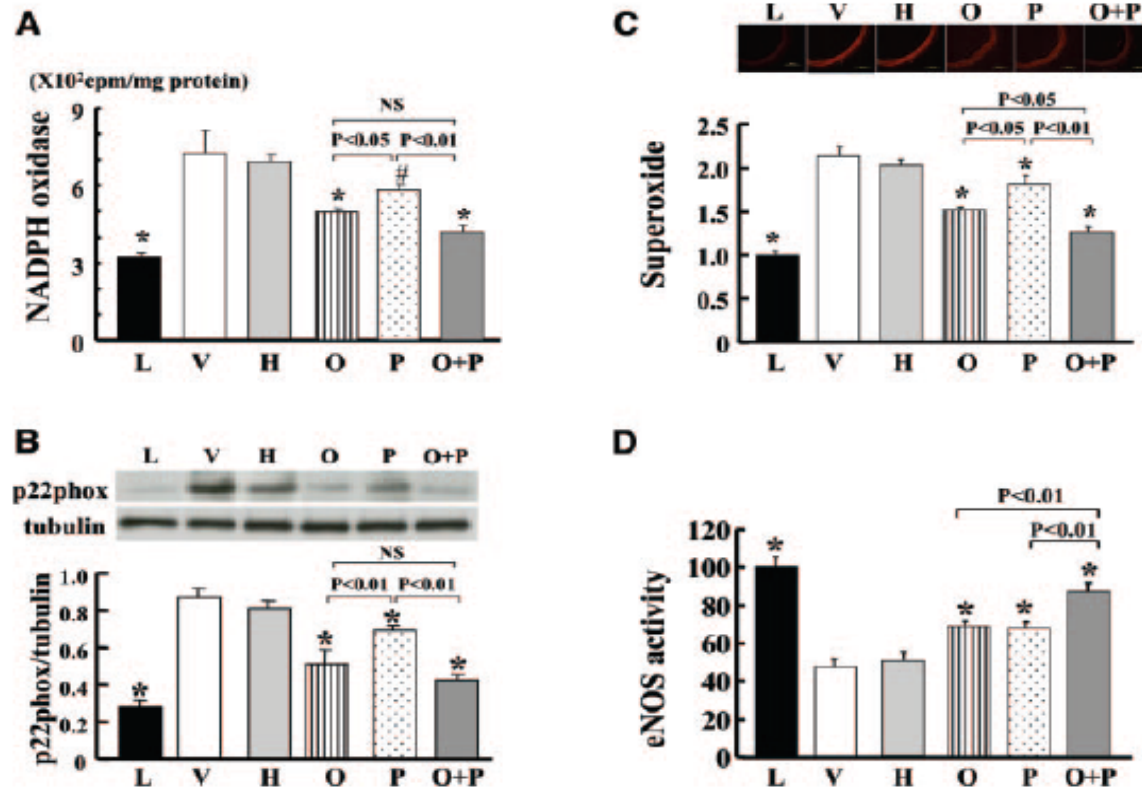 A
(X10²cpm/mg protein)
NADPH oxidase
9
6
3
0
NS
P<0.05 P<0.01
* * # *
L V H O P O+P
B
L V H O P O+P
p22phox
tubulin
p22phox/tubulin
1.0
0.8
0.6
0.4
0.2
0
NS
P<0.01 P<0.01
* * * *
L V H O P O+P
C
L V H O P O+P
Superoxide
2.5
2.0
1.5
1.0
0.5
0
P<0.05
P<0.05 P<0.01
* * * *
L V H O P O+P
D
eNOS activity
120
100
80
60
40
20
0
P<0.01
P<0.01
* * * *
L V H O P O+P